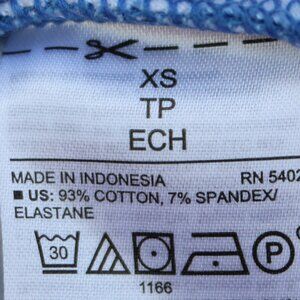 XS
TP
ECH
MADE IN INDONESIA RN 5402
■ US: 93% COTTON, 7% SPANDEX/
ELASTANE
30 P
1166